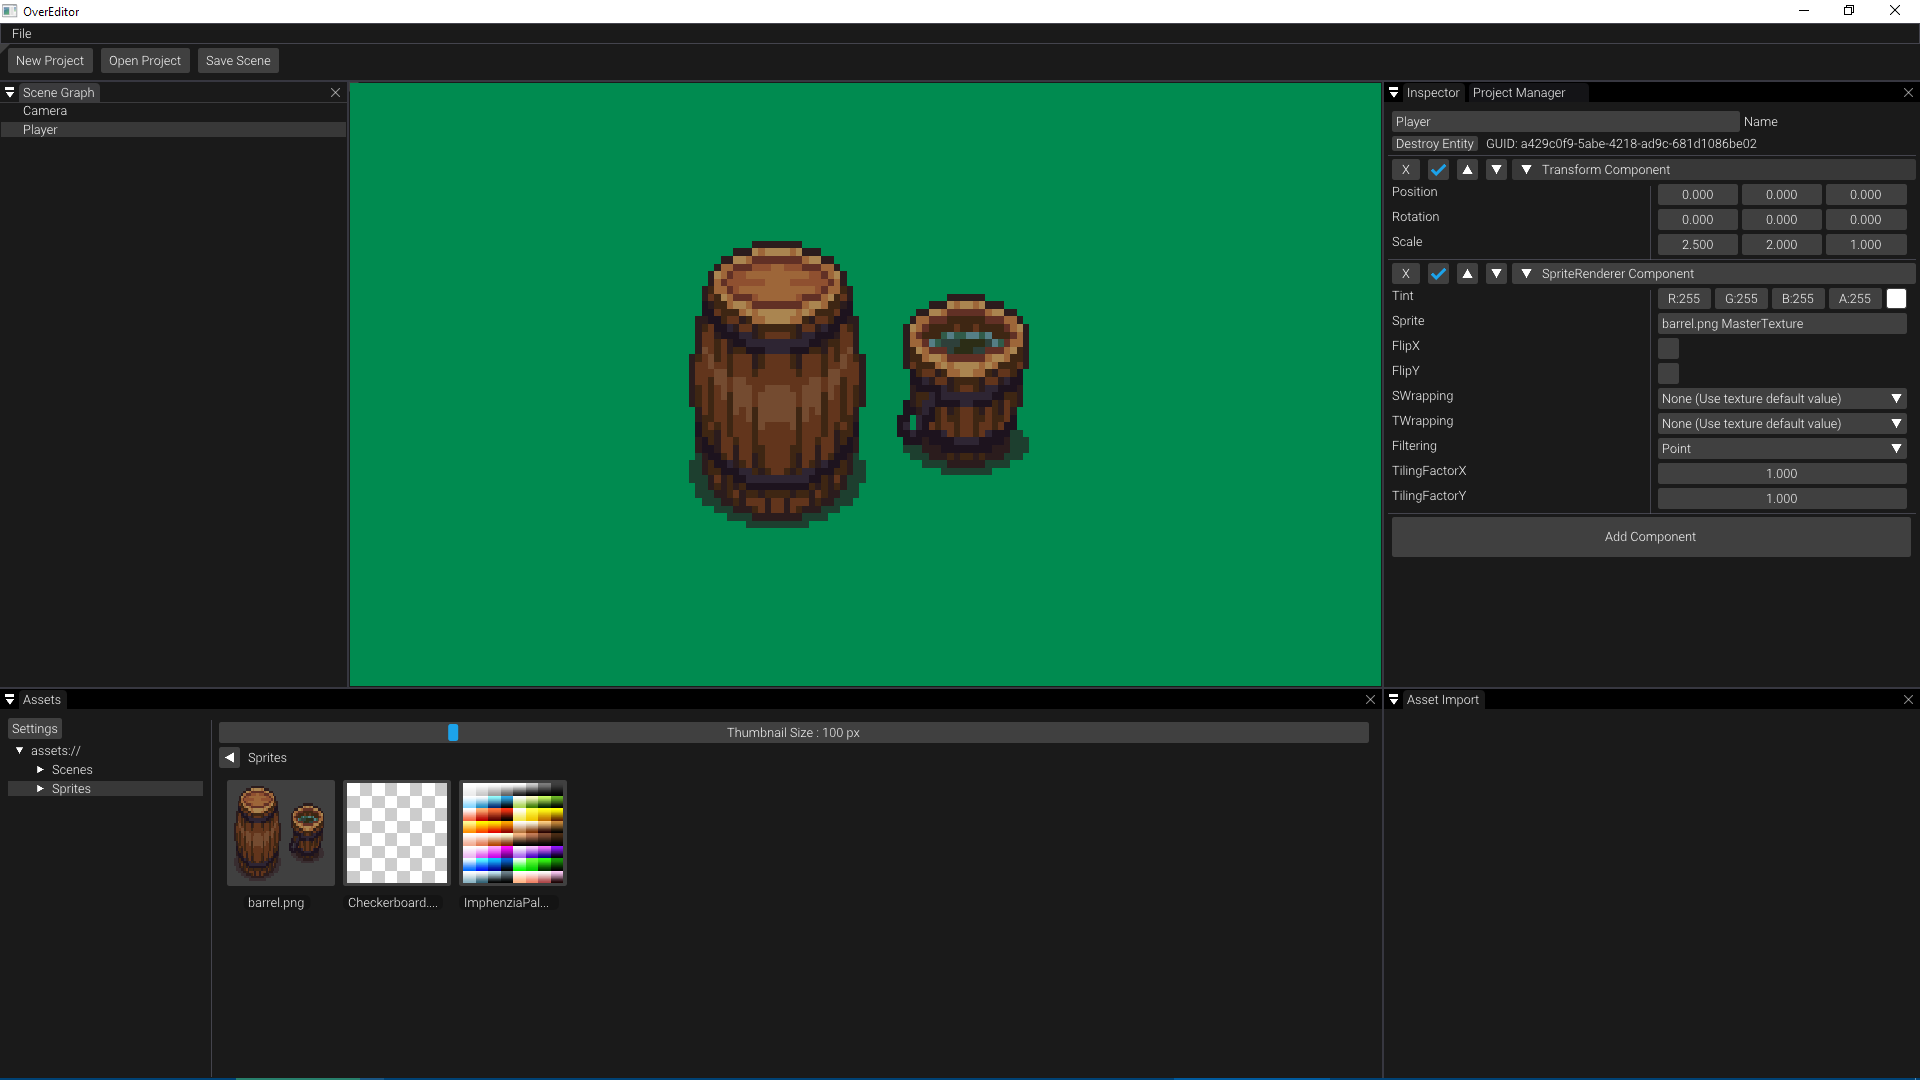 OverEditor
File
New Project Open Project Save Scene
Scene Graph
Camera
Player
Inspector Project Manager
Player Name
Destroy Entity GUID: a429c0f9-5abe-4218-ad9c-681d1086be02
X Transform Component
Position 0.000 0.000 0.000
Rotation 0.000 0.000 0.000
Scale 2.500 2.000 1.000
X SpriteRenderer Component
Tint R:255 G:255 B:255 A:255
Sprite barrel.png MasterTexture
FlipX
FlipY
SWrapping None (Use texture default value)
TWrapping None (Use texture default value)
Filtering Point
TilingFactorX 1.000
TilingFactorY 1.000
Add Component
Assets
Settings
assets://
Scenes
Sprites
Thumbnail Size : 100 px
Sprites
barrel.png Checkerboard.... ImphenziaPal...
Asset Import